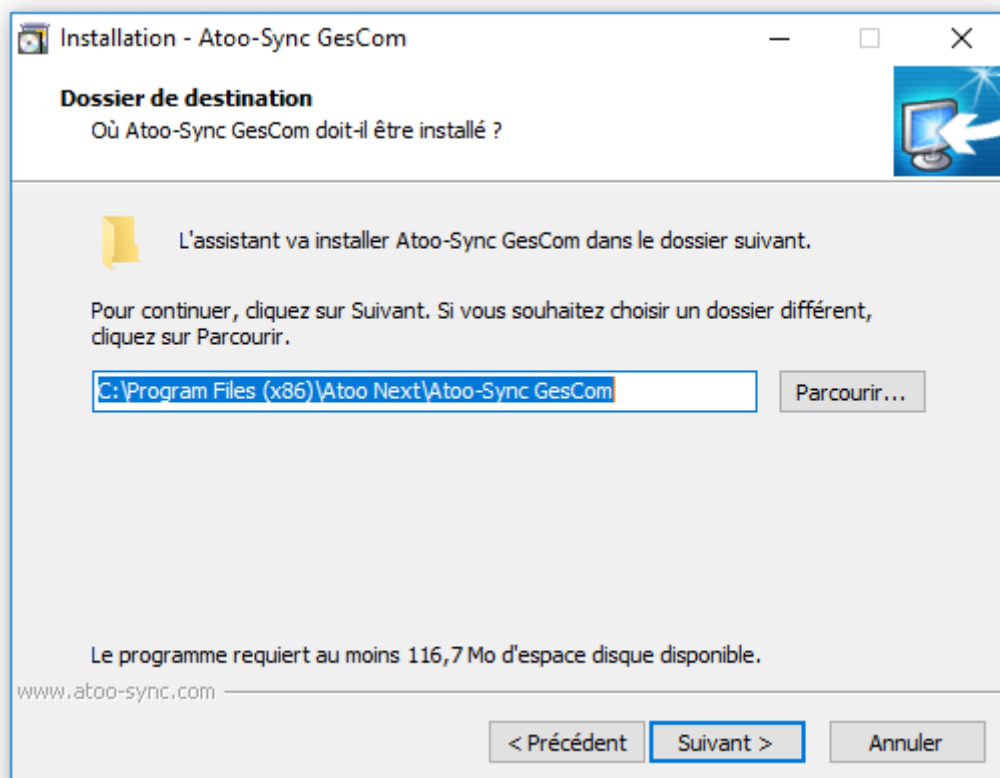 Installation - Atoo-Sync GesCom
Dossier de destination
Où Atoo-Sync GesCom doit-il être installé ?
L'assistant va installer Atoo-Sync GesCom dans le dossier suivant.
Pour continuer, cliquez sur Suivant. Si vous souhaitez choisir un dossier différent,
cliquez sur Parcourir.
C:\Program Files (x86)\Atoo Next\Atoo-Sync GesCom
Parcourir...
Le programme requiert au moins 116,7 Mo d'espace disque disponible.
www.atoo-sync.com
< Précédent
Suivant >
Annuler